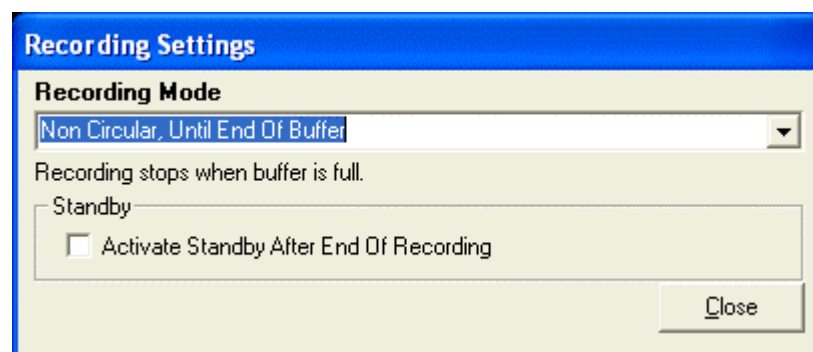 Recording Settings
Recording Mode
Non Circular, Until End Of Buffer
Recording stops when buffer is full.
Standby
Activate Standby After End Of Recording
Close